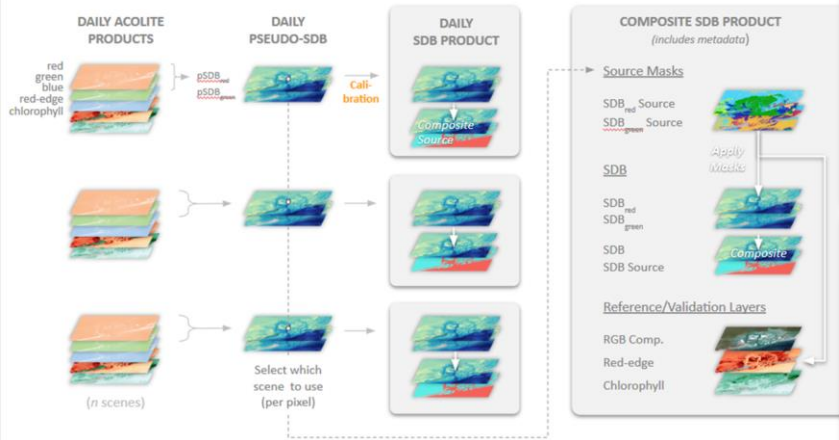 DAILY ACOLITE
PRODUCTS
red
green
blue
red-edge
chlorophyll
(n scenes)
DAILY
PSEUDO-SDB
pSDBred
pSDBgreen
Cali-
bration
Select which
scene to use
(per pixel)
DAILY
SDB PRODUCT
Composite
Source
COMPOSITE SDB PRODUCT
(includes metadata)
Source Masks
SDBred Source
SDBgreen Source
Apply
Masks
SDB
SDBred
SDBgreen
SDB
SDB Source
Composite
Reference/Validation Layers
RGB Comp.
Red-edge
Chlorophyll